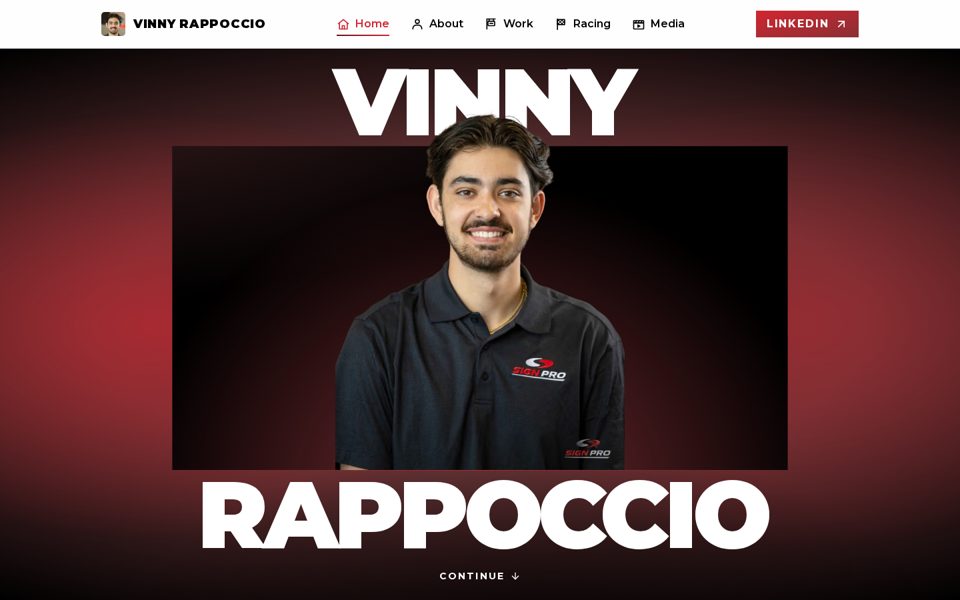 VINNY RAPPOCCIO
Home
About
Work
Racing
Media
LINKEDIN
VINNY
SIGN PRO
SIGN PRO
RAPPOCCIO
CONTINUE